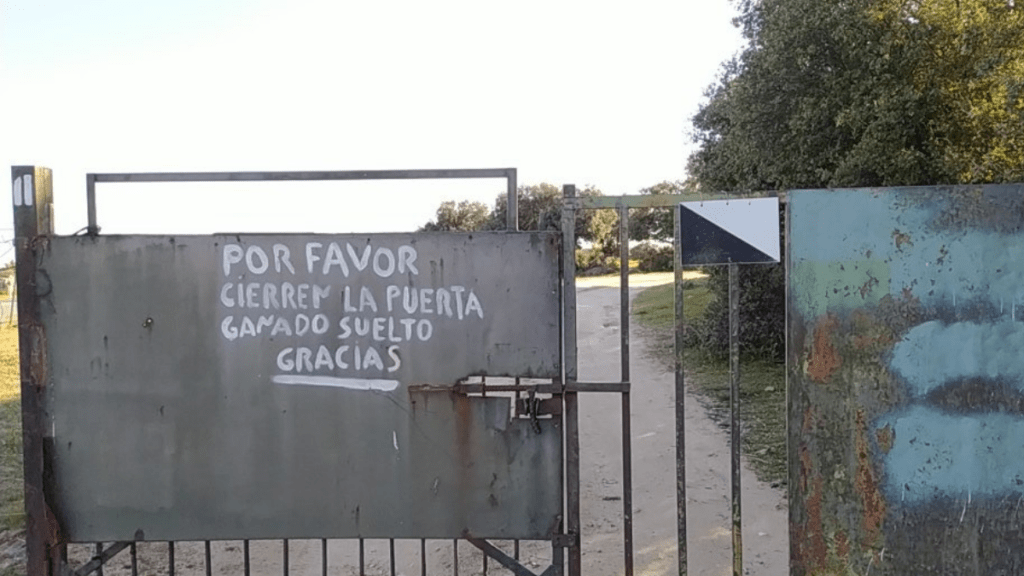 POR FAVOR
CIERREN LA PUERTA
GANADO SUELTO
GRACIAS